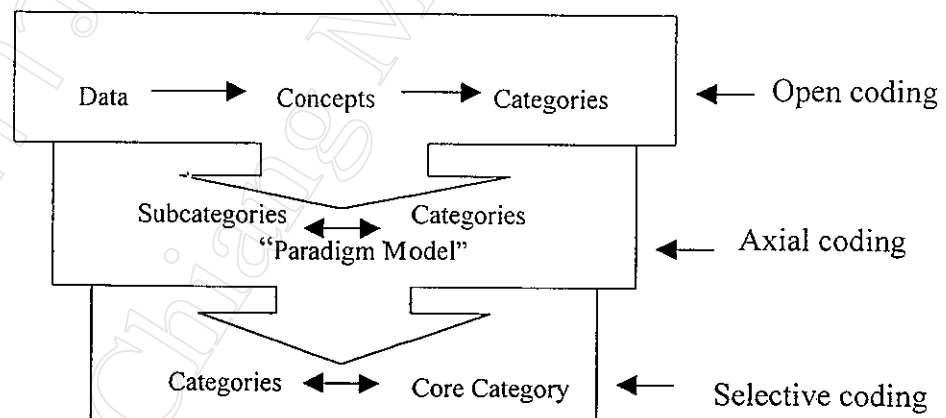 Data Concepts Categories Open coding
Subcategories Categories
“Paradigm Model”
Axial coding
Categories Core Category Selective coding